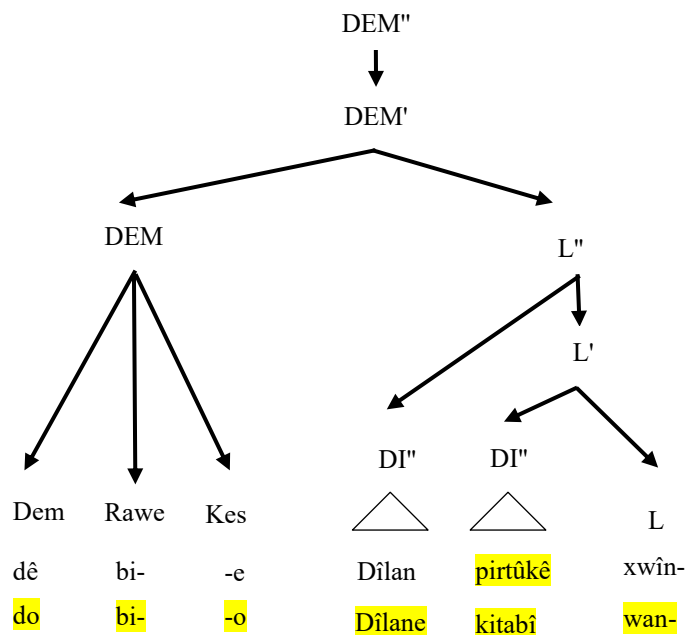 DEM"
DEM'
DEM L"
L'
DI" DI"
Dem Rawe Kes L
dê bi- -e Dîlan pirtûkê xwîn-
do bi- -o Dîlane kitabî wan-